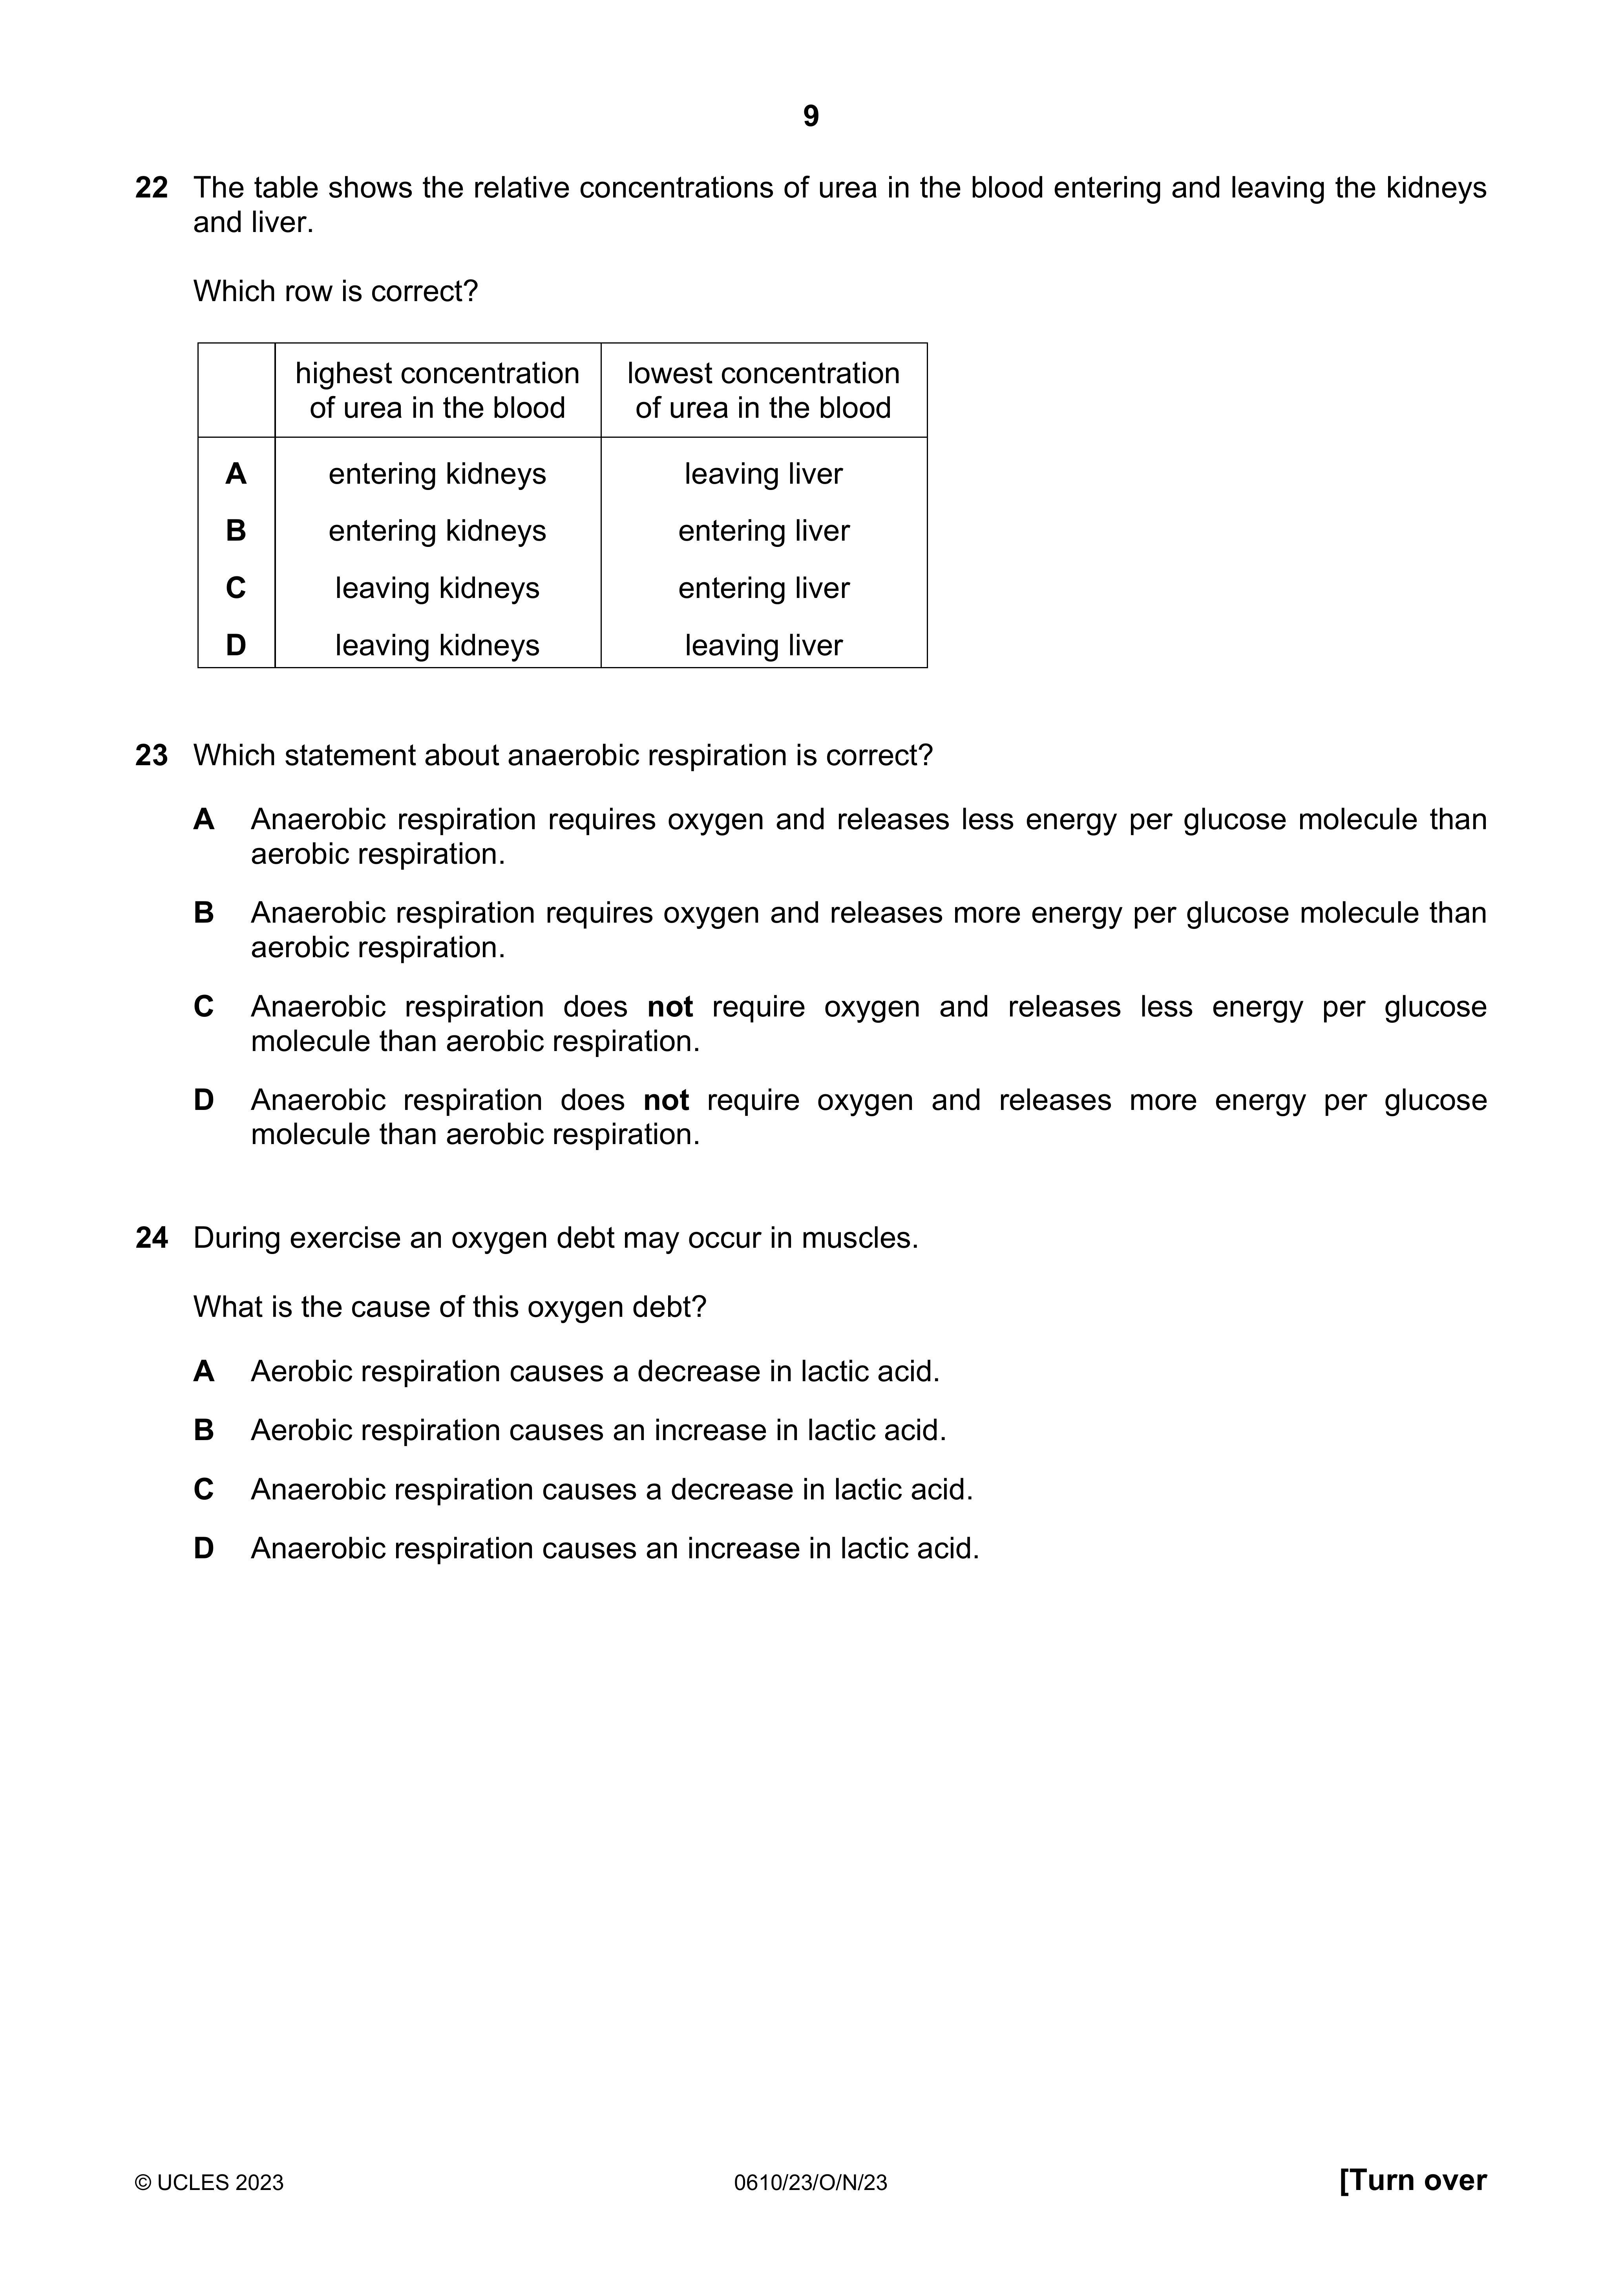 9
22 The table shows the relative concentrations of urea in the blood entering and leaving the kidneys
and liver.
Which row is correct?
highest concentration
of urea in the blood
lowest concentration
of urea in the blood
A entering kidneys leaving liver
B entering kidneys entering liver
C leaving kidneys entering liver
D leaving kidneys leaving liver
23 Which statement about anaerobic respiration is correct?
A Anaerobic respiration requires oxygen and releases less energy per glucose molecule than
aerobic respiration.
B Anaerobic respiration requires oxygen and releases more energy per glucose molecule than
aerobic respiration.
C Anaerobic respiration does not require oxygen and releases less energy per glucose
molecule than aerobic respiration.
D Anaerobic respiration does not require oxygen and releases more energy per glucose
molecule than aerobic respiration.
24 During exercise an oxygen debt may occur in muscles.
What is the cause of this oxygen debt?
A Aerobic respiration causes a decrease in lactic acid.
B Aerobic respiration causes an increase in lactic acid.
C Anaerobic respiration causes a decrease in lactic acid.
D Anaerobic respiration causes an increase in lactic acid.
© UCLES 2023 0610/23/O/N/23 [Turn over